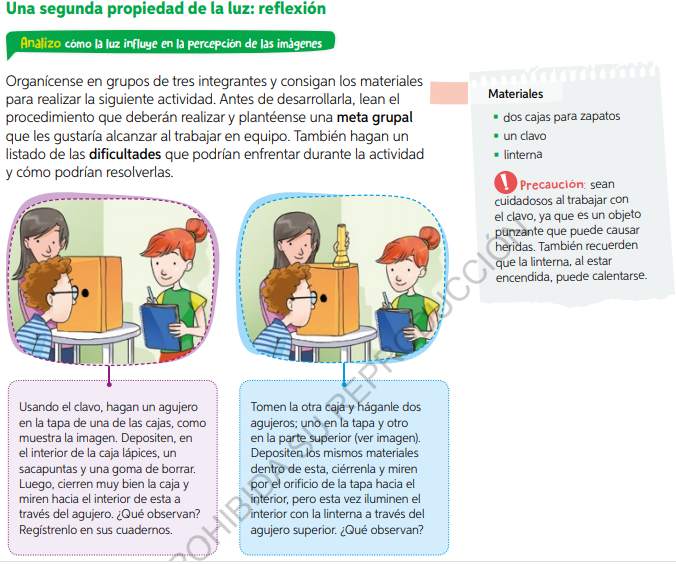 Una segunda propiedad de la luz: reflexión
Analizo cómo la luz influye en la percepción de las imágenes
Organícense en grupos de tres integrantes y consigan los materiales
para realizar la siguiente actividad. Antes de desarrollarla, lean el
procedimiento que deberán realizar y plantéense una meta grupal
que les gustaría alcanzar al trabajar en equipo. También hagan un
listado de las dificultades que podrían enfrentar durante la actividad
y cómo podrían resolverlas.
Materiales
▪ dos cajas para zapatos
▪ un clavo
▪ linterna
! Precaución: sean
cuidadosos al trabajar con
el clavo, ya que es un objeto
punzante que puede causar
heridas. También recuerden
que la linterna, al estar
encendida, puede calentarse.
Usando el clavo, hagan un agujero
en la tapa de una de las cajas, como
muestra la imagen. Depositen, en
el interior de la caja lápices, un
sacapuntas y una goma de borrar.
Luego, cierren muy bien la caja y
miren hacia el interior de esta a
través del agujero. ¿Qué observan?
Regístrenlo en sus cuadernos.
Tomen la otra caja y háganle dos
agujeros; uno en la tapa y otro
en la parte superior (ver imagen).
Depositen los mismos materiales
dentro de esta, ciérrenla y miren
por el orificio de la tapa hacia el
interior, pero esta vez iluminen el
interior con la linterna a través del
agujero superior. ¿Qué observan?
PROHIBIDA SU REPRODUCCIÓN